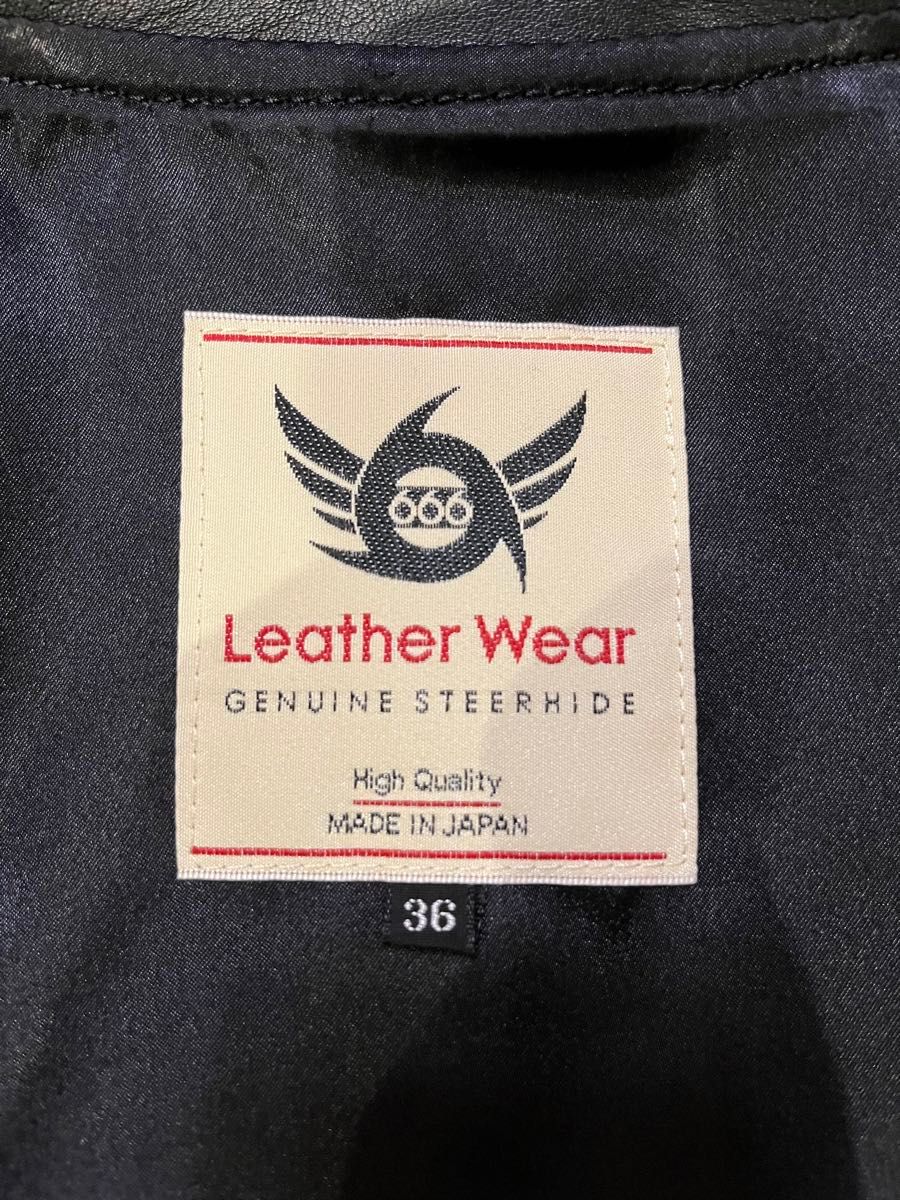 666
Leather Wear
GENUINE STEERHIDE
High Quality
MADE IN JAPAN
36